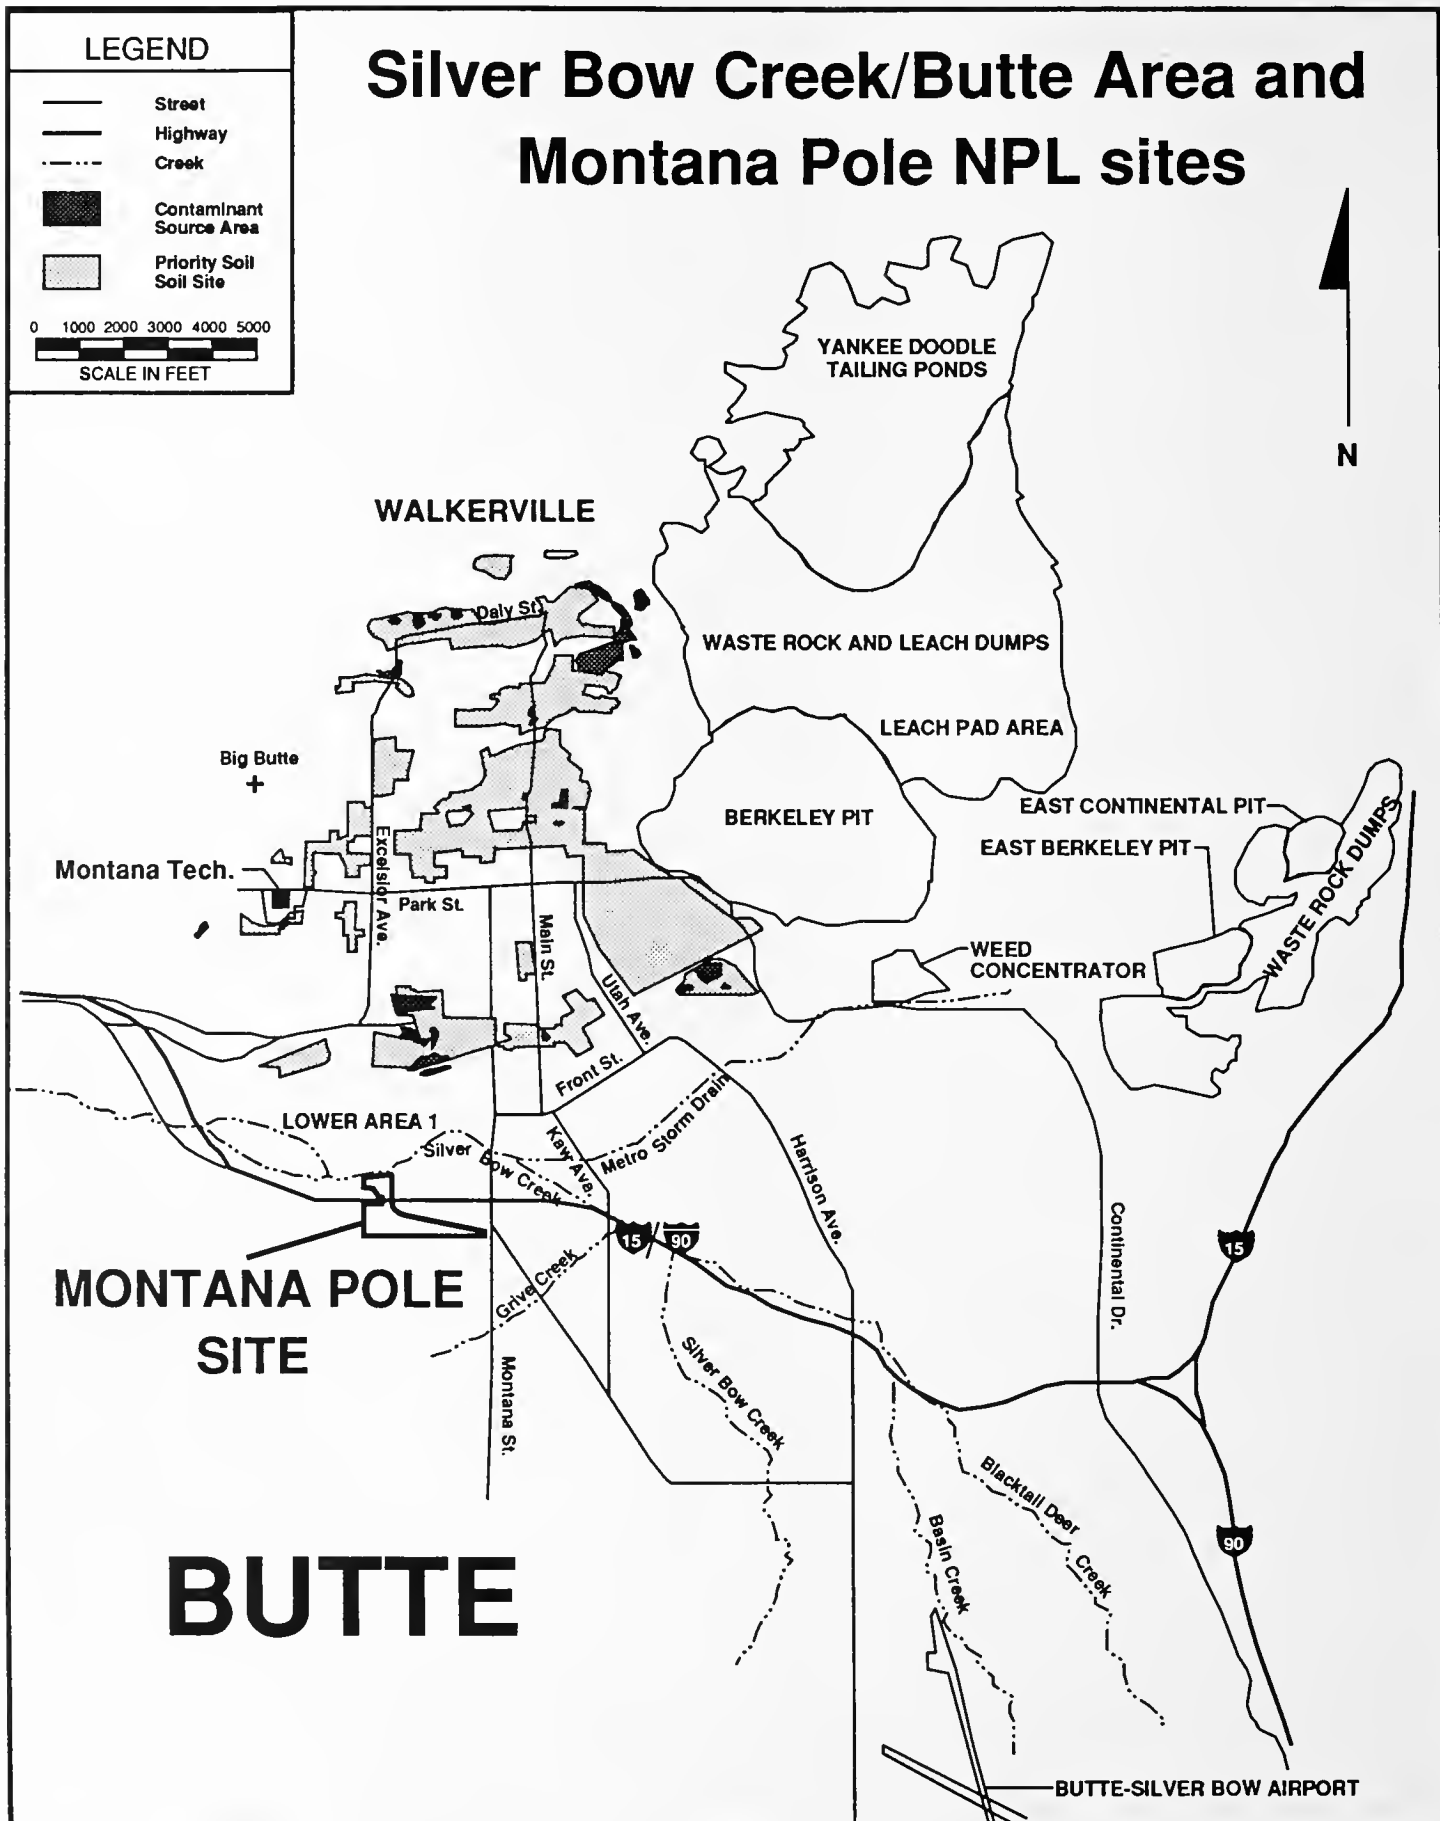 LEGEND
Street
Highway
Creek
Contaminant
Source Area
Priority Soil
Soil Site
0 1000 2000 3000 4000 5000
SCALE IN FEET
Silver Bow Creek/Butte Area and
Montana Pole NPL sites
N
YANKEE DOODLE
TAILING PONDS
WALKERVILLE
Daly St.
WASTE ROCK AND LEACH DUMPS
LEACH PAD AREA
Big Butte
BERKELEY PIT
EAST CONTINENTAL PIT
EAST BERKELEY PIT
WASTE ROCK DUMPS
Montana Tech.
Excelsior Ave.
Park St.
Main St.
WEED
CONCENTRATOR
Utah Ave.
Front St.
LOWER AREA 1
Silver
Bow Creek
Kaw Ave.
Metro Storm Drain
Harrison Ave.
Continental Dr.
15
90
15
Grive Creek
MONTANA POLE
SITE
Silver Bow Creek
Montana St.
Blacktail Deer
Creek
Basin Creek
90
BUTTE
BUTTE-SILVER BOW AIRPORT